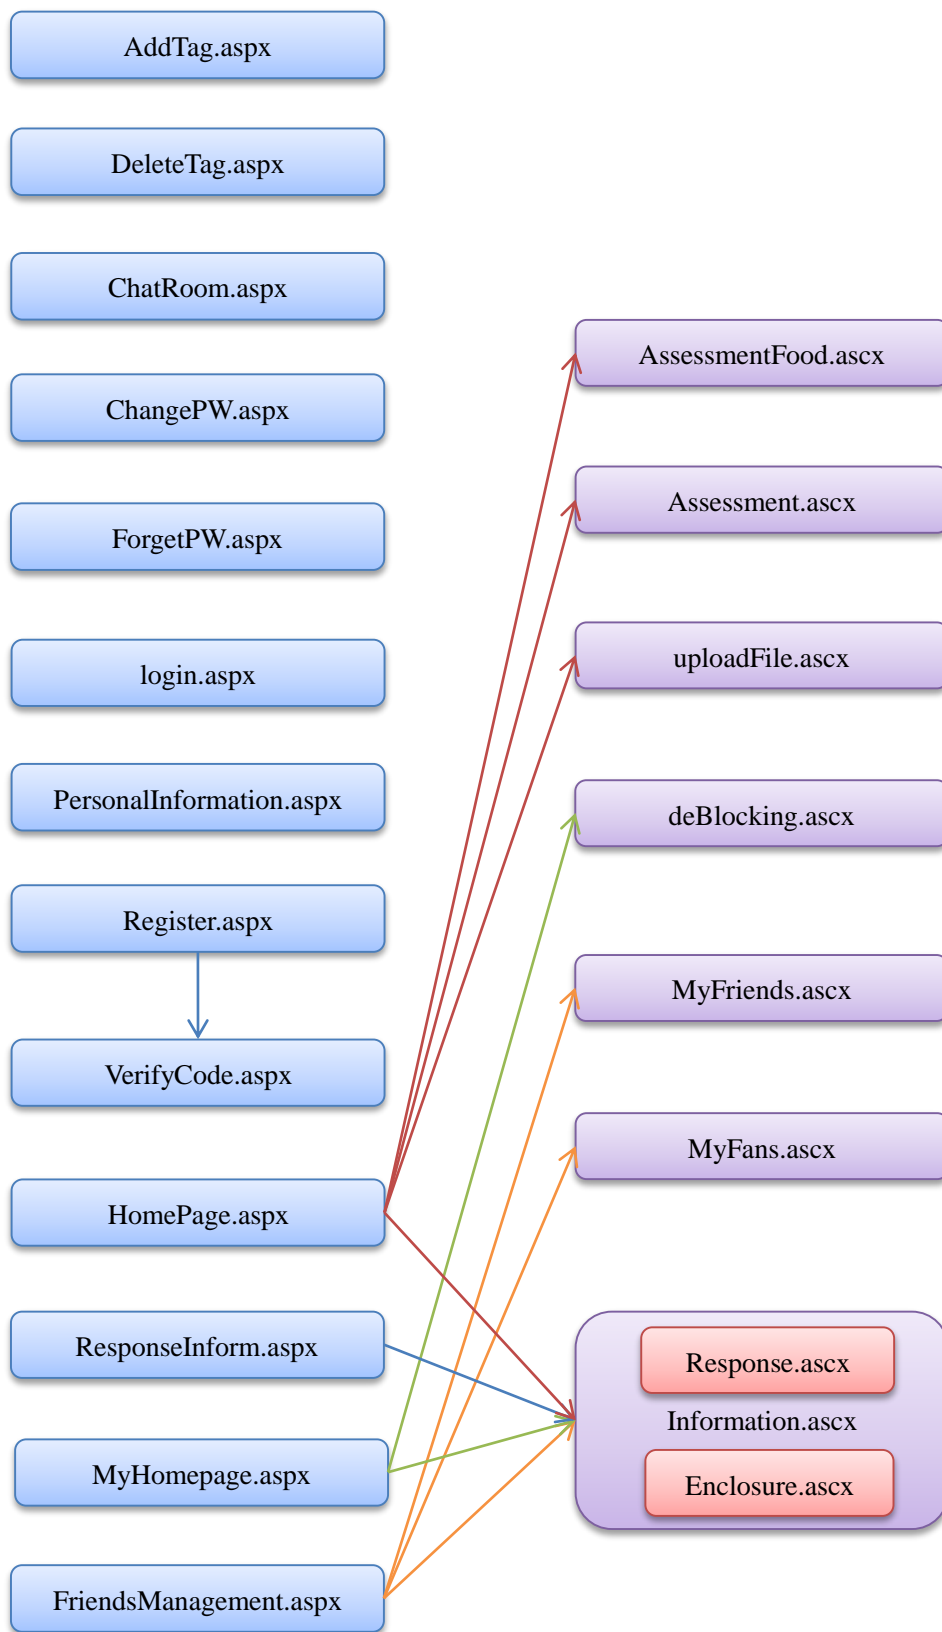 AddTag.aspx
DeleteTag.aspx
ChatRoom.aspx
ChangePW.aspx
ForgetPW.aspx
login.aspx
PersonalInformation.aspx
Register.aspx
VerifyCode.aspx
HomePage.aspx
ResponseInform.aspx
MyHomepage.aspx
FriendsManagement.aspx
AssessmentFood.ascx
Assessment.ascx
uploadFile.ascx
deBlocking.ascx
MyFriends.ascx
MyFans.ascx
Response.ascx
Information.ascx
Enclosure.ascx